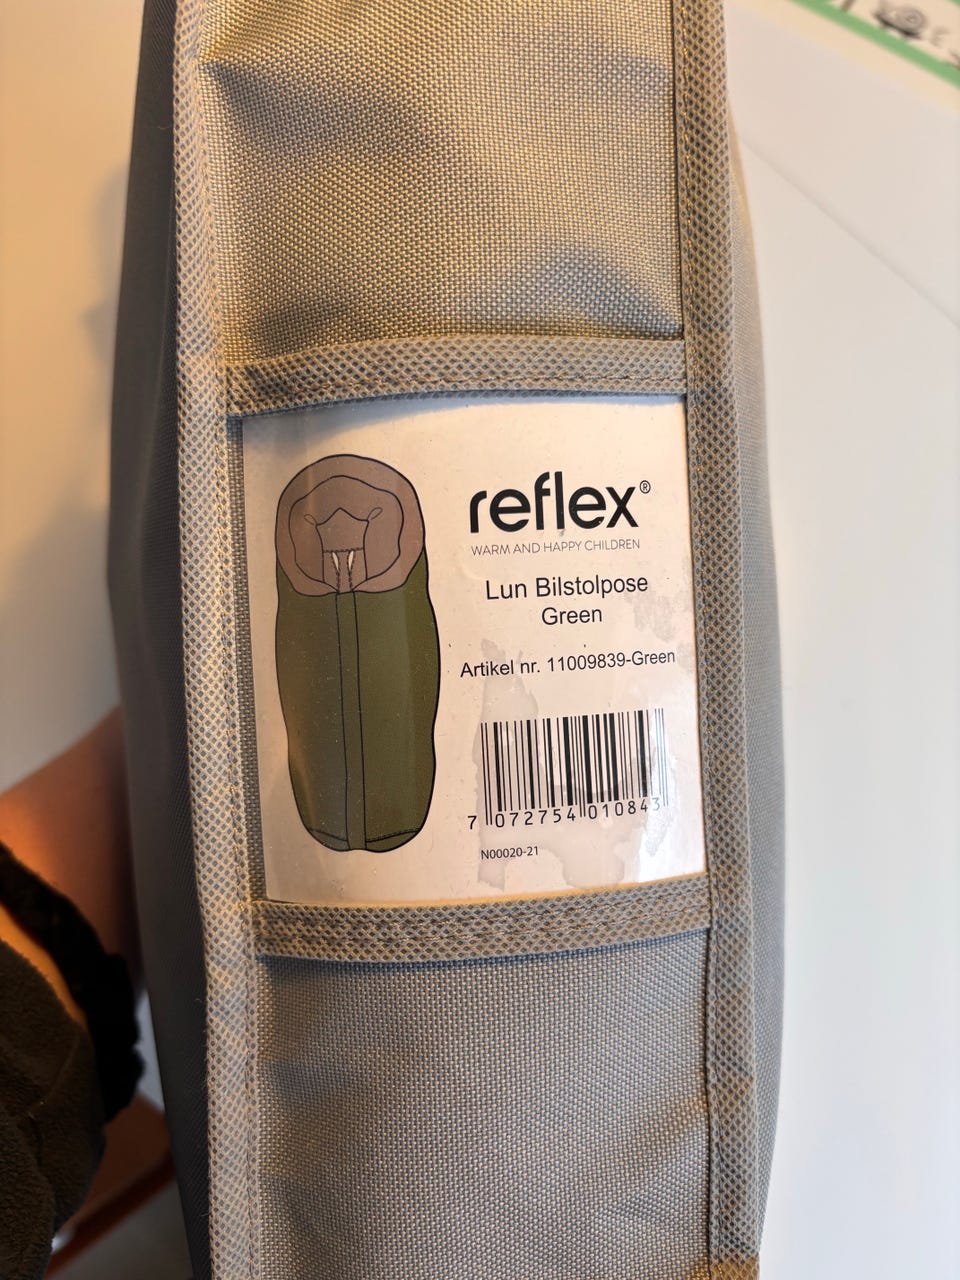 reflex®
WARM AND HAPPY CHILDREN
Lun Bilstolpose
Green
Artikel nr. 11009839-Green
7 072754 010843
N00020-21